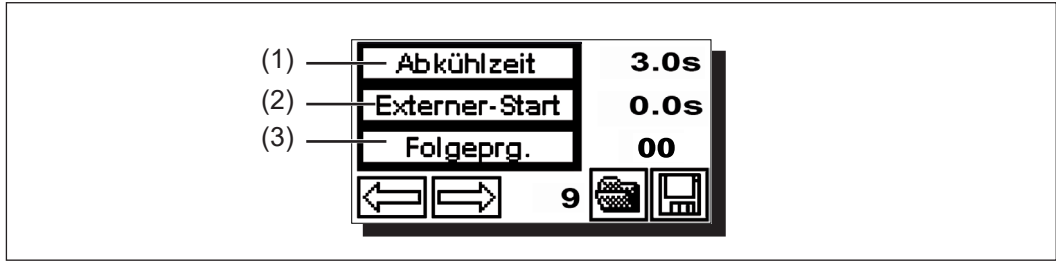 (1) Abkühlzeit 3.0s
(2) Externer-Start 0.0s
(3) Folgeprg. 00
9